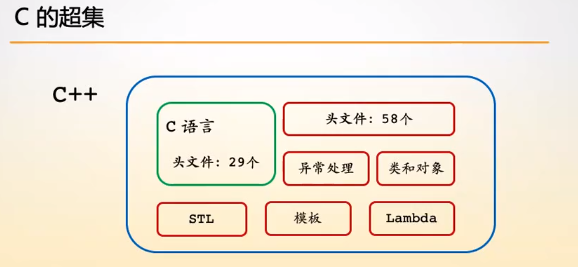 C 的超集
C++
C 语言
头文件：29个
头文件：58个
异常处理
类和对象
STL
模板
Lambda